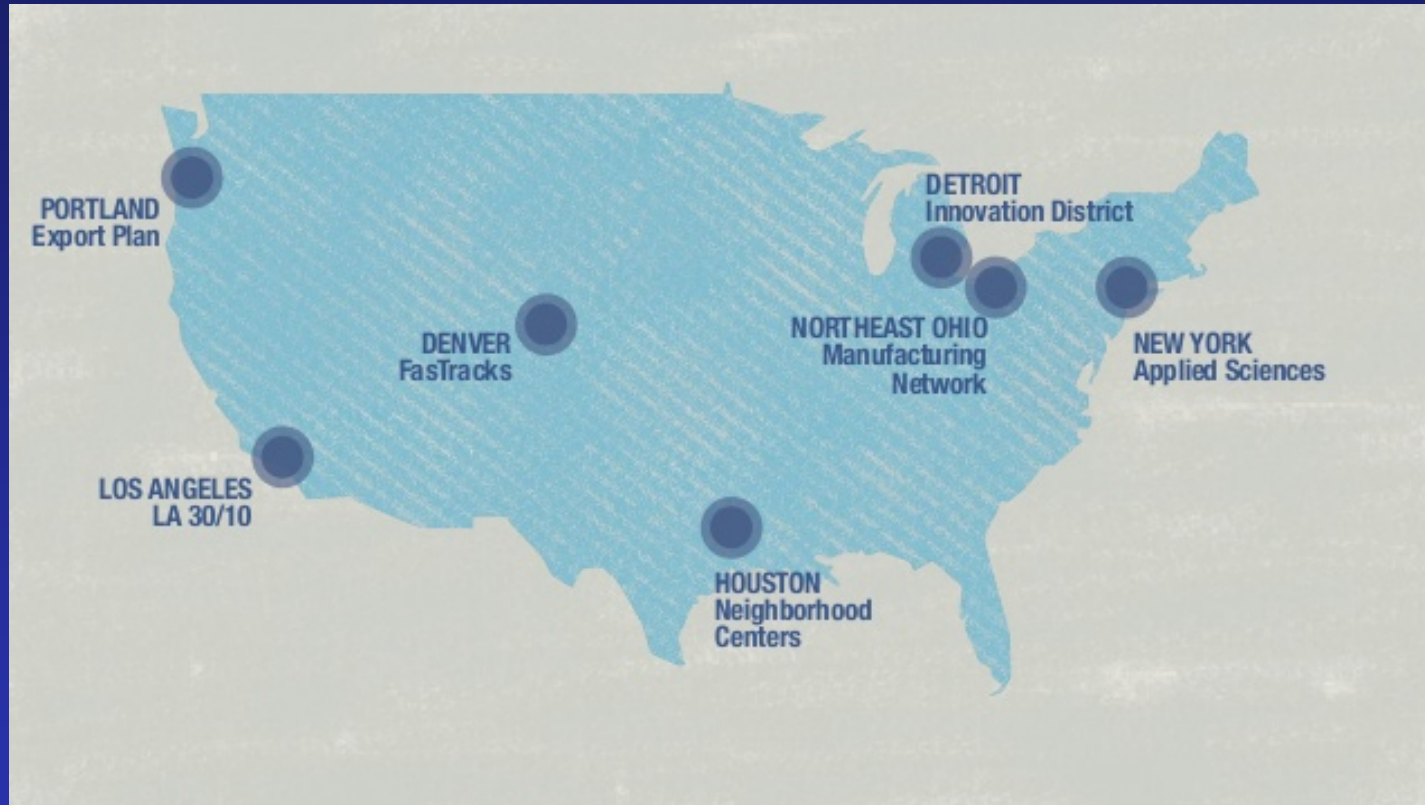 DETROIT
Innovation District
PORTLAND
Export Plan
NORTHEAST OHIO
Manufacturing
Network
DENVER
FasTracks
NEW YORK
Applied Sciences
LOS ANGELES
LA 30/10
HOUSTON
Neighborhood
Centers